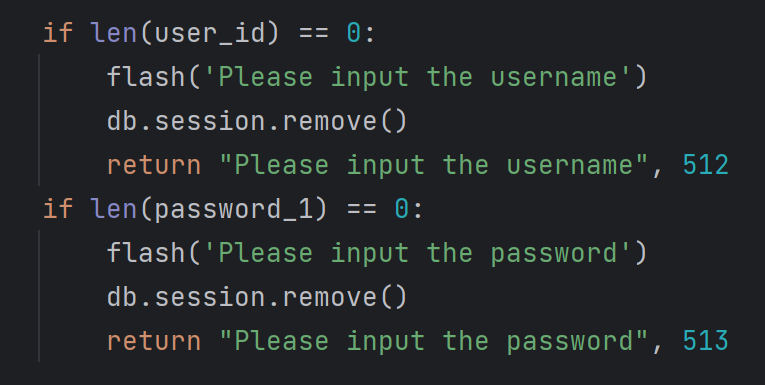 if len(user_id) == 0:
    flash('Please input the username')
    db.session.remove()
    return "Please input the username", 512
if len(password_1) == 0:
    flash('Please input the password')
    db.session.remove()
    return "Please input the password", 513